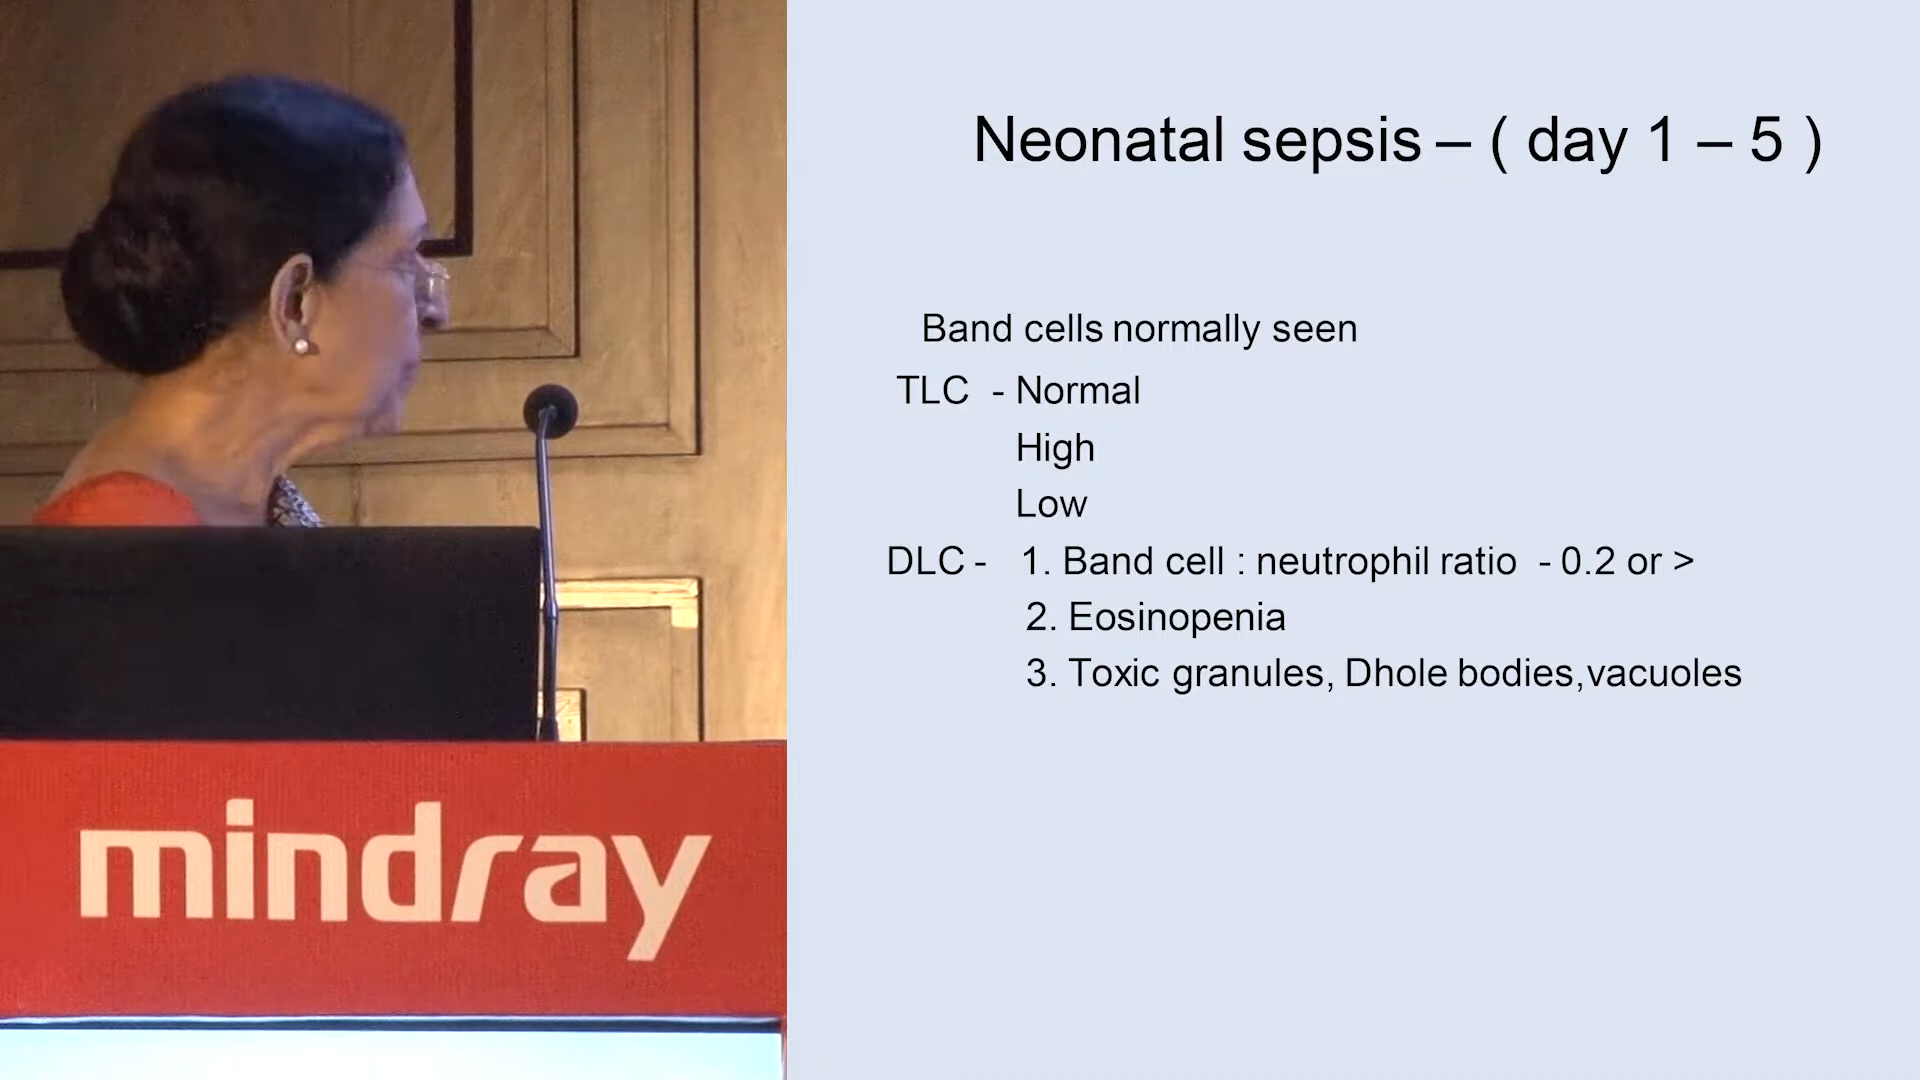 Neonatal sepsis – ( day 1 – 5 )
Band cells normally seen
TLC - Normal
High
Low
DLC - 1. Band cell : neutrophil ratio - 0.2 or >
2. Eosinopenia
3. Toxic granules, Dhole bodies,vacuoles
mindray